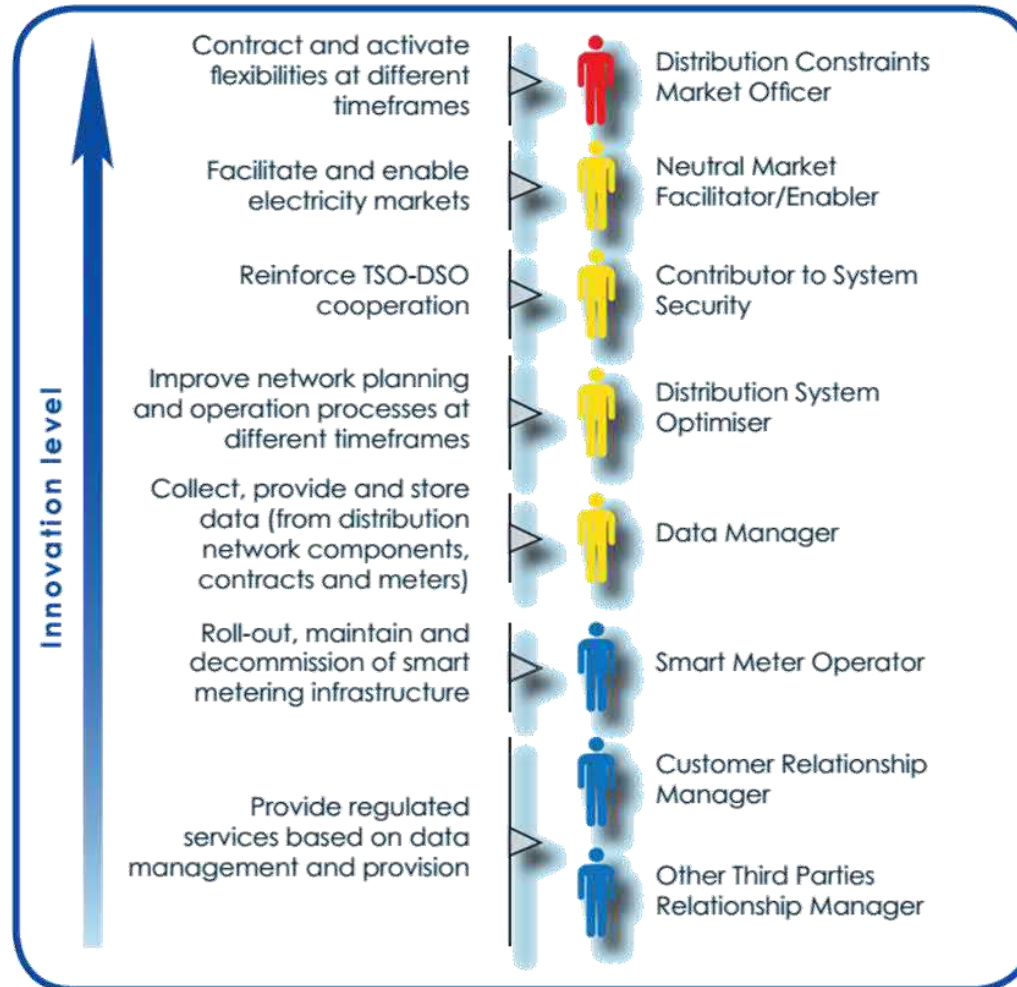 Innovation level
Contract and activate
flexibilities at different
timeframes
Distribution Constraints
Market Officer
Facilitate and enable
electricity markets
Neutral Market
Facilitator/Enabler
Reinforce TSO-DSO
cooperation
Contributor to System
Security
Improve network planning
and operation processes at
different timeframes
Distribution System
Optimiser
Collect, provide and store
data (from distribution
network components,
contracts and meters)
Data Manager
Roll-out, maintain and
decommission of smart
metering infrastructure
Smart Meter Operator
Provide regulated
services based on data
management and provision
Customer Relationship
Manager
Other Third Parties
Relationship Manager